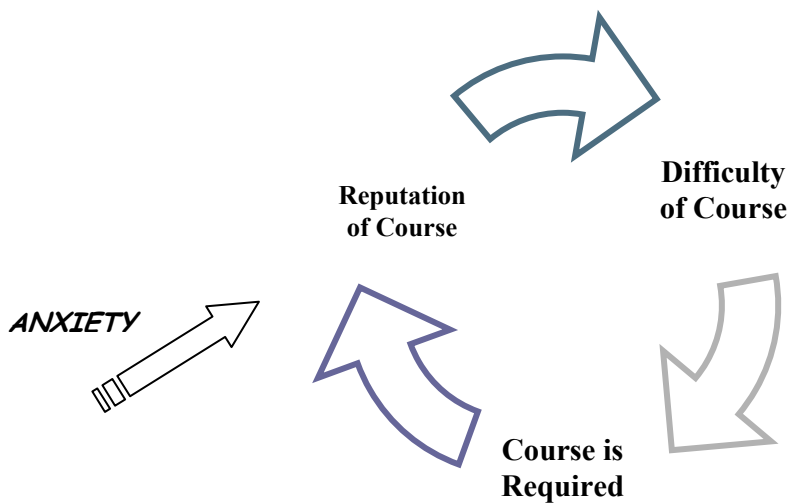 Reputation
of Course
Difficulty
of Course
ANXIETY
Course is
Required